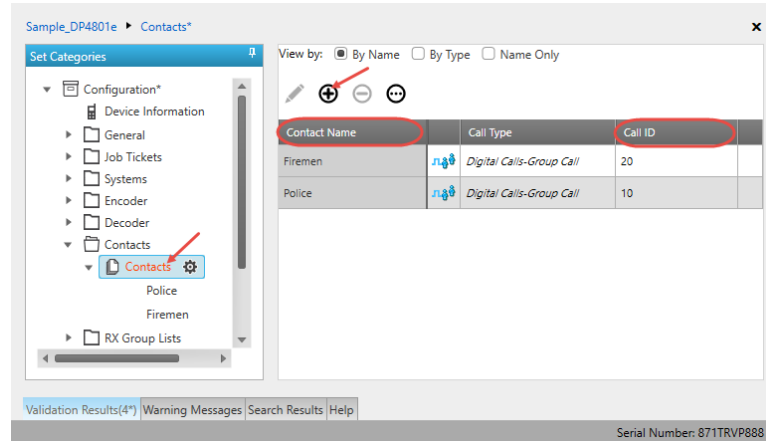 Sample_DP4801e ▸ Contacts* x
Set Categories
Configuration*
Device Information
General
Job Tickets
Systems
Encoder
Decoder
Contacts
Contacts
Police
Firemen
RX Group Lists
View by: By Name By Type Name Only
Contact Name Call Type Call ID
Firemen Digital Calls-Group Call 20
Police Digital Calls-Group Call 10
Validation Results(4*) Warning Messages Search Results Help
Serial Number: 871TRVP888